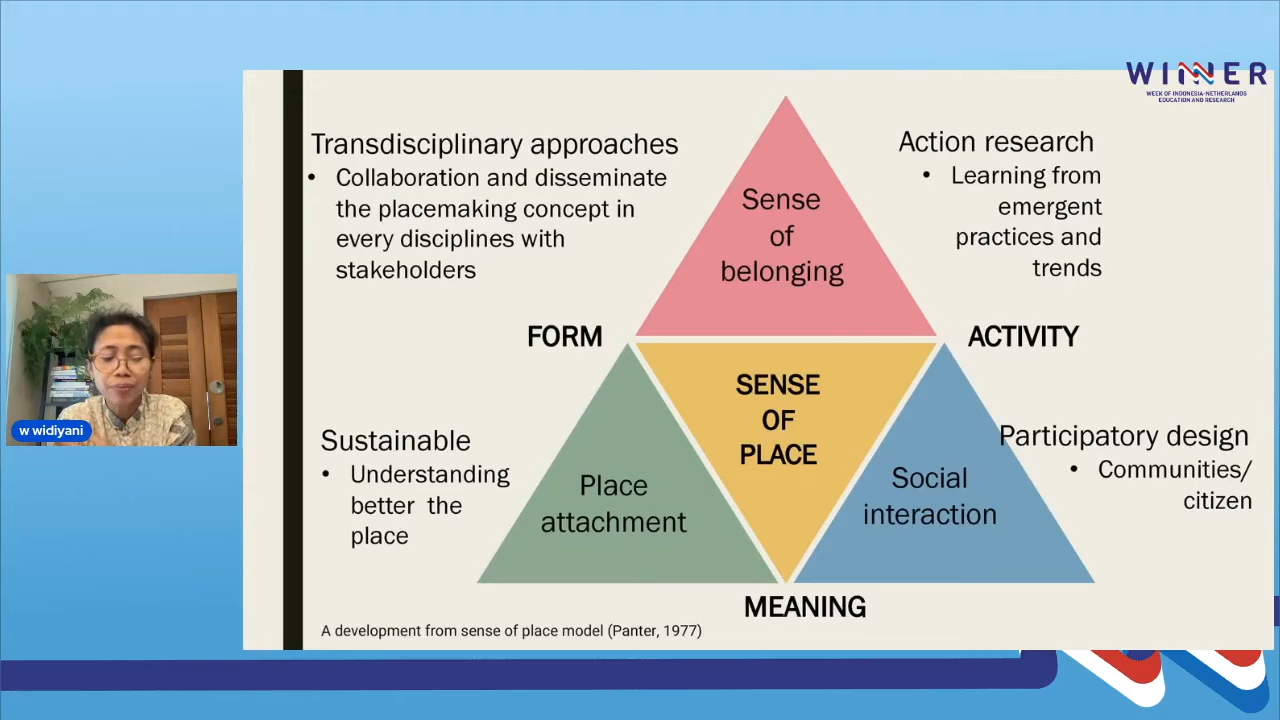 WINNER
WEEK OF INDONESIA-NETHERLANDS
EDUCATION AND RESEARCH
Transdisciplinary approaches
• Collaboration and disseminate
the placemaking concept in
every disciplines with
stakeholders
Action research
• Learning from
emergent
practices and
trends
Sense
of
belonging
FORM
ACTIVITY
SENSE
OF
PLACE
w widiyani
Sustainable
• Understanding
better the
place
Place
attachment
Social
interaction
Participatory design
• Communities/
citizen
MEANING
A development from sense of place model (Panter, 1977)